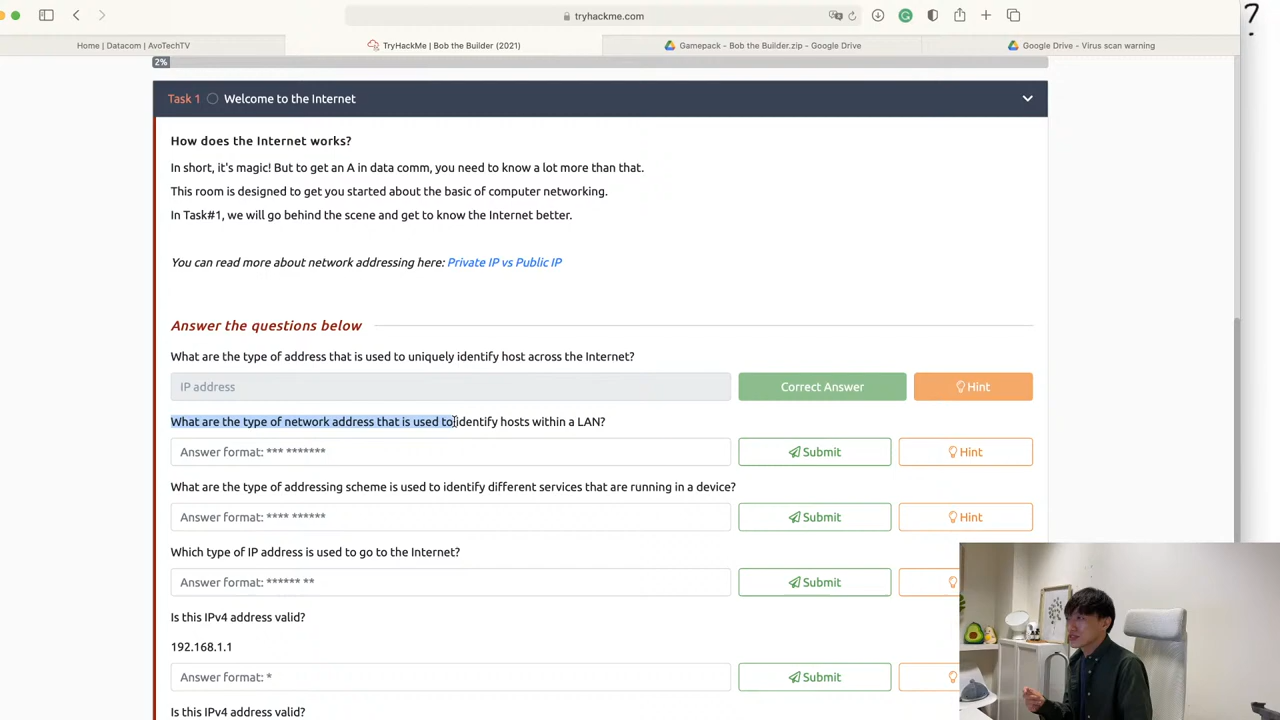 tryhackme.com
?
Home | Datacom | AvoTechTV
TryHackMe | Bob the Builder (2021)
Gamepack - Bob the Builder.zip - Google Drive
Google Drive - Virus scan warning
2%
Task 1 Welcome to the Internet
How does the Internet works?
In short, it's magic! But to get an A in data comm, you need to know a lot more than that.
This room is designed to get you started about the basic of computer networking.
In Task#1, we will go behind the scene and get to know the Internet better.
You can read more about network addressing here: Private IP vs Public IP
Answer the questions below
What are the type of address that is used to uniquely identify host across the Internet?
IP address
Correct Answer
Hint
What are the type of network address that is used to identify hosts within a LAN?
Answer format: *** *******
Submit
Hint
What are the type of addressing scheme is used to identify different services that are running in a device?
Answer format: **** ******
Submit
Hint
Which type of IP address is used to go to the Internet?
Answer format: ****** **
Submit
Is this IPv4 address valid?
192.168.1.1
Answer format: *
Submit
Is this IPv4 address valid?